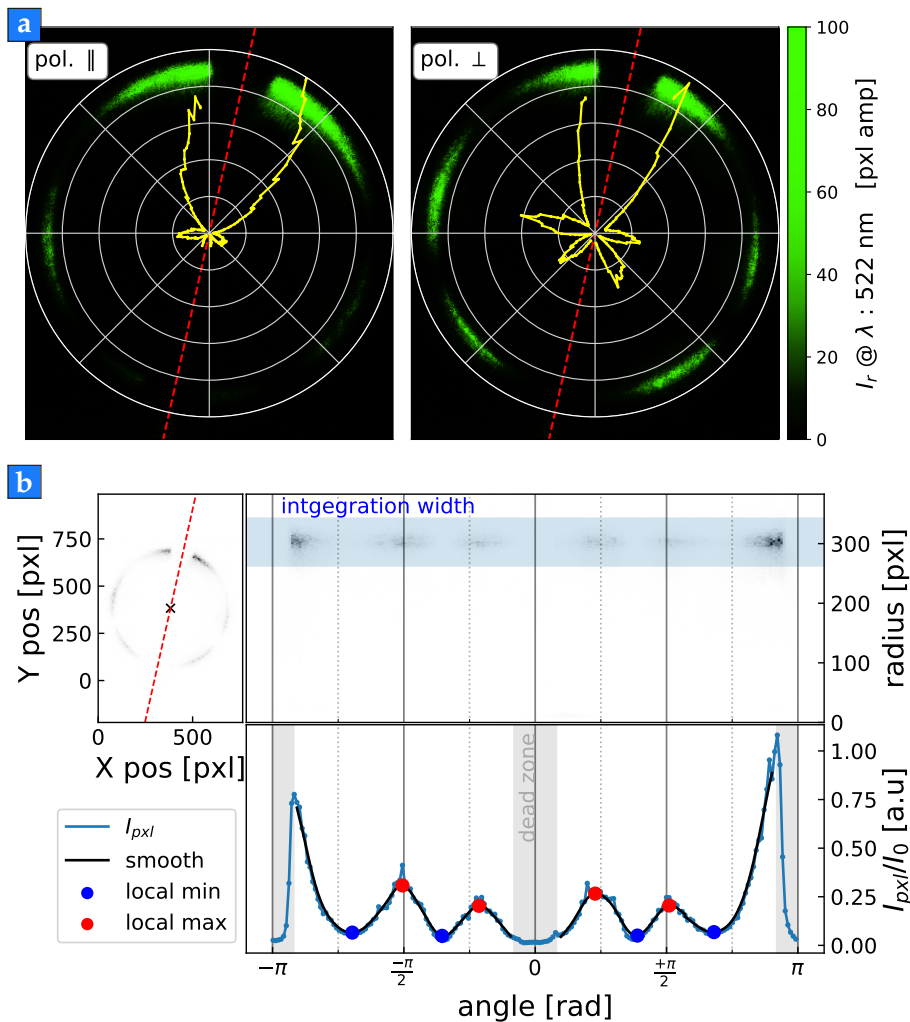 a
pol. ∥
pol. ⊥
100
80
60
40
20
0
I_r @ λ : 522 nm [pxl amp]
b
intgegration width
Y pos [pxl]
750
500
250
0
0
500
X pos [pxl]
300
200
100
0
radius [pxl]
dead zone
1.00
0.75
0.50
0.25
0.00
I_pxl/I_0 [a.u]
I_pxl
smooth
local min
local max
−π
−π/2
0
+π/2
π
angle [rad]